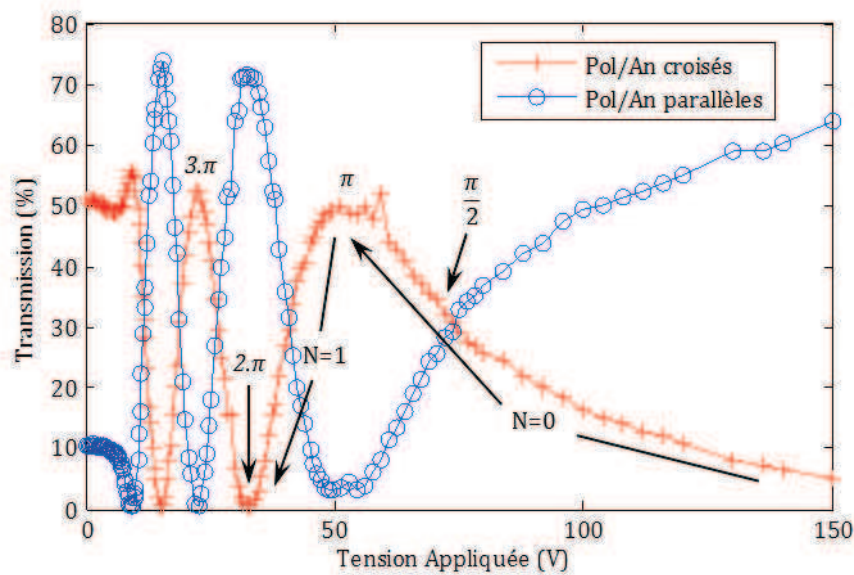 80
70
60
50
40
30
20
10
0
Transmission (%)
Pol/An croisés
Pol/An parallèles
3.π
π
π/2
2.π
N=1
N=0
0 50 100 150
Tension Appliquée (V)